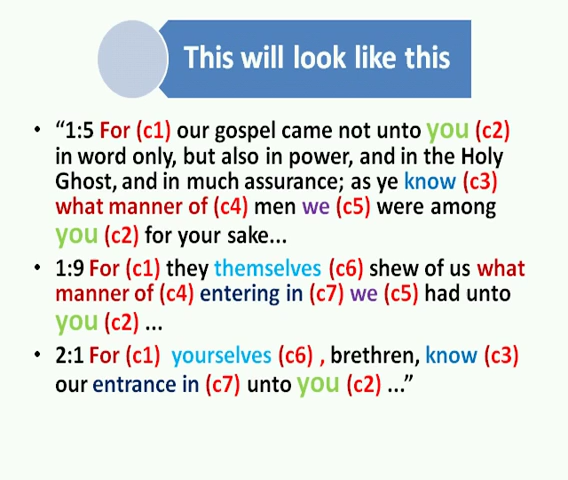 This will look like this
• “1:5 For (c1) our gospel came not unto you (c2)
in word only, but also in power, and in the Holy
Ghost, and in much assurance; as ye know (c3)
what manner of (c4) men we (c5) were among
you (c2) for your sake...
• 1:9 For (c1) they themselves (c6) shew of us what
manner of (c4) entering in (c7) we (c5) had unto
you (c2) ...
• 2:1 For (c1) yourselves (c6) , brethren, know (c3)
our entrance in (c7) unto you (c2) ...”